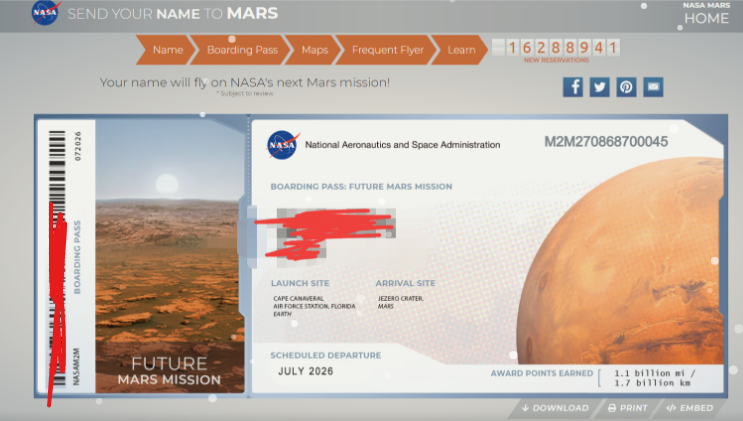 NASA
SEND YOUR NAME TO MARS
NASA MARS
HOME
Name
Boarding Pass
Maps
Frequent Flyer
Learn
16288941
NEW RESERVATIONS
Your name will fly on NASA's next Mars mission!
* Subject to review
072026
BOARDING PASS
NASAM2M
FUTURE
MARS MISSION
NASA
National Aeronautics and Space Administration
M2M270868700045
BOARDING PASS: FUTURE MARS MISSION
LAUNCH SITE
CAPE CANAVERAL
AIR FORCE STATION, FLORIDA
EARTH
ARRIVAL SITE
JEZERO CRATER,
MARS
SCHEDULED DEPARTURE
JULY 2026
AWARD POINTS EARNED
1.1 billion mi /
1.7 billion km
DOWNLOAD
PRINT
</> EMBED